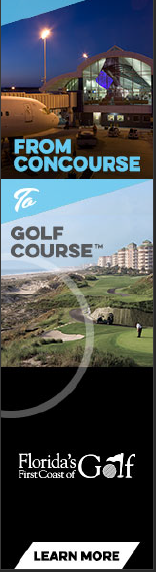 FROM
CONCOURSE
To
GOLF
COURSE™
Florida's
First Coast of
Golf
LEARN MORE